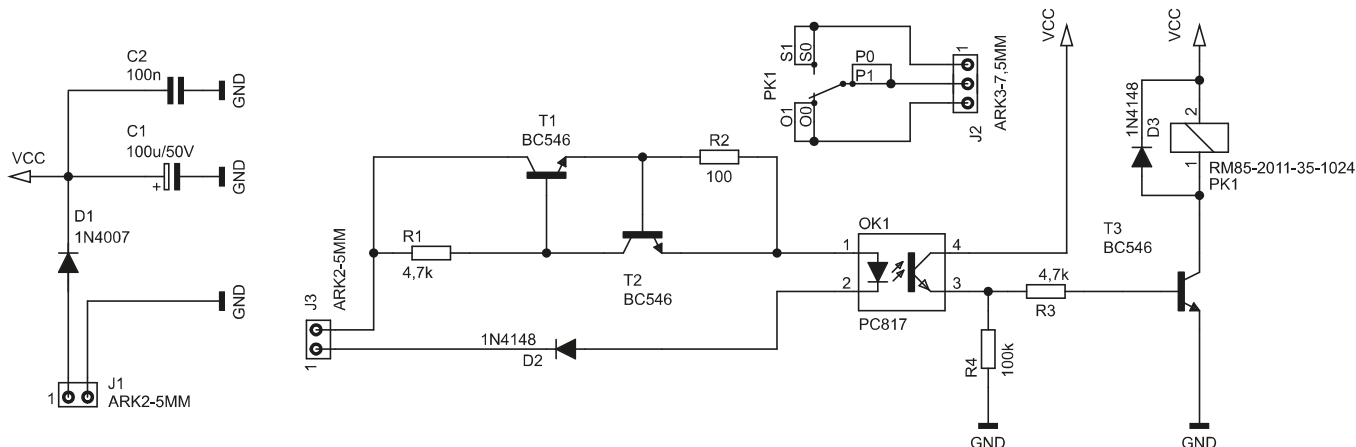 C2
100n
GND
C1
100u/50V
VCC
+
GND
D1
1N4007
GND
1
J1
ARK2-5MM
T1
BC546
R2
100
R1
4,7k
T2
BC546
J3
ARK2-5MM
1
1N4148
D2
PK1
S1
S0
P0
P1
O1
O0
1
J2
ARK3-7,5MM
OK1
1
2
4
3
PC817
VCC
4,7k
R3
R4
100k
GND
VCC
1N4148
D3
2
1
RM85-2011-35-1024
PK1
T3
BC546
GND